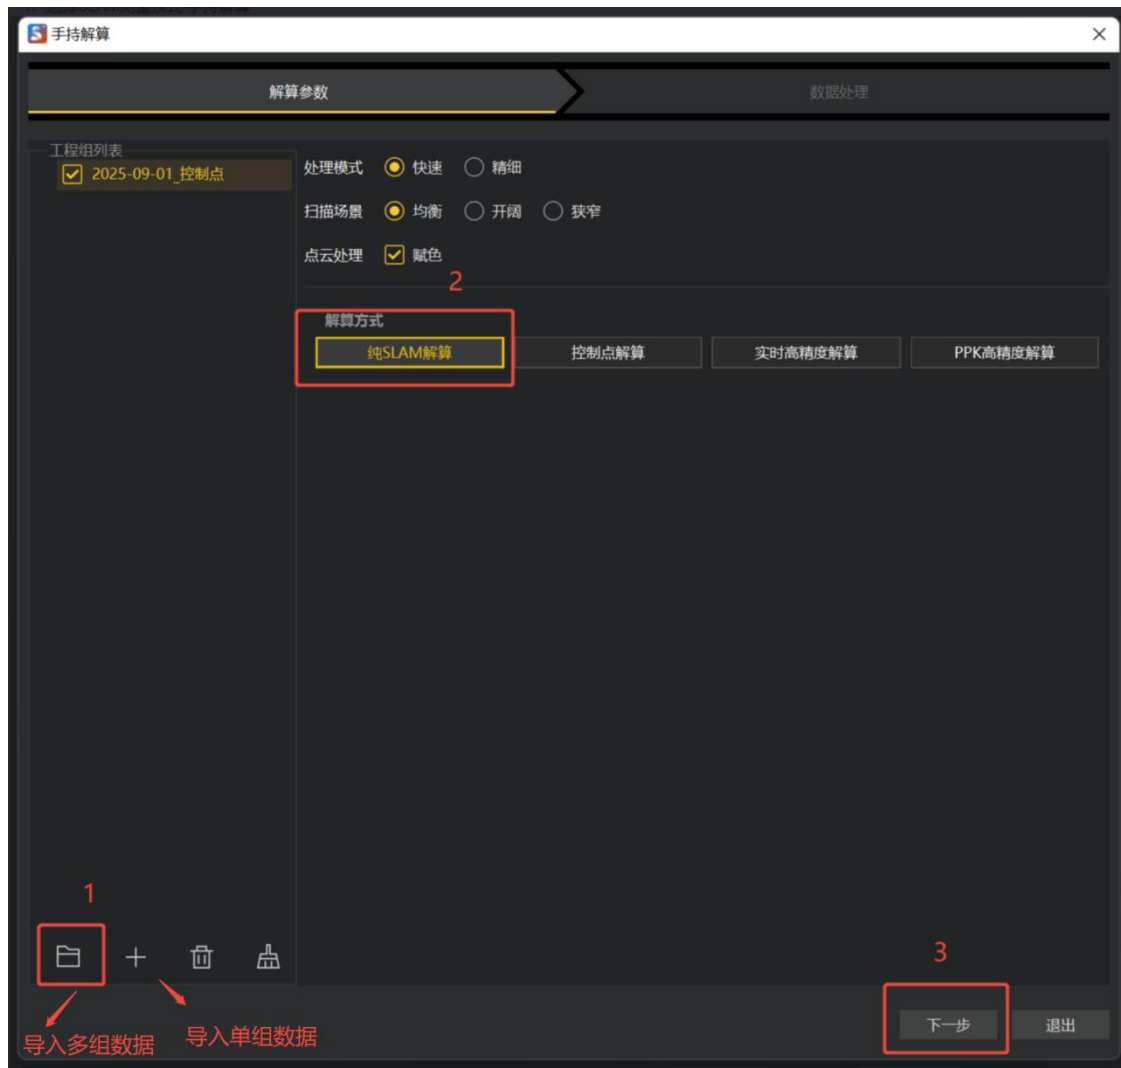 手持解算
解算参数
数据处理
工程组列表
2025-09-01_控制点
处理模式 快速 精细
扫描场景 均衡 开阔 狭窄
点云处理 赋色
2
解算方式
纯SLAM解算 控制点解算 实时高精度解算 PPK高精度解算
1
3
导入多组数据
导入单组数据
下一步 退出